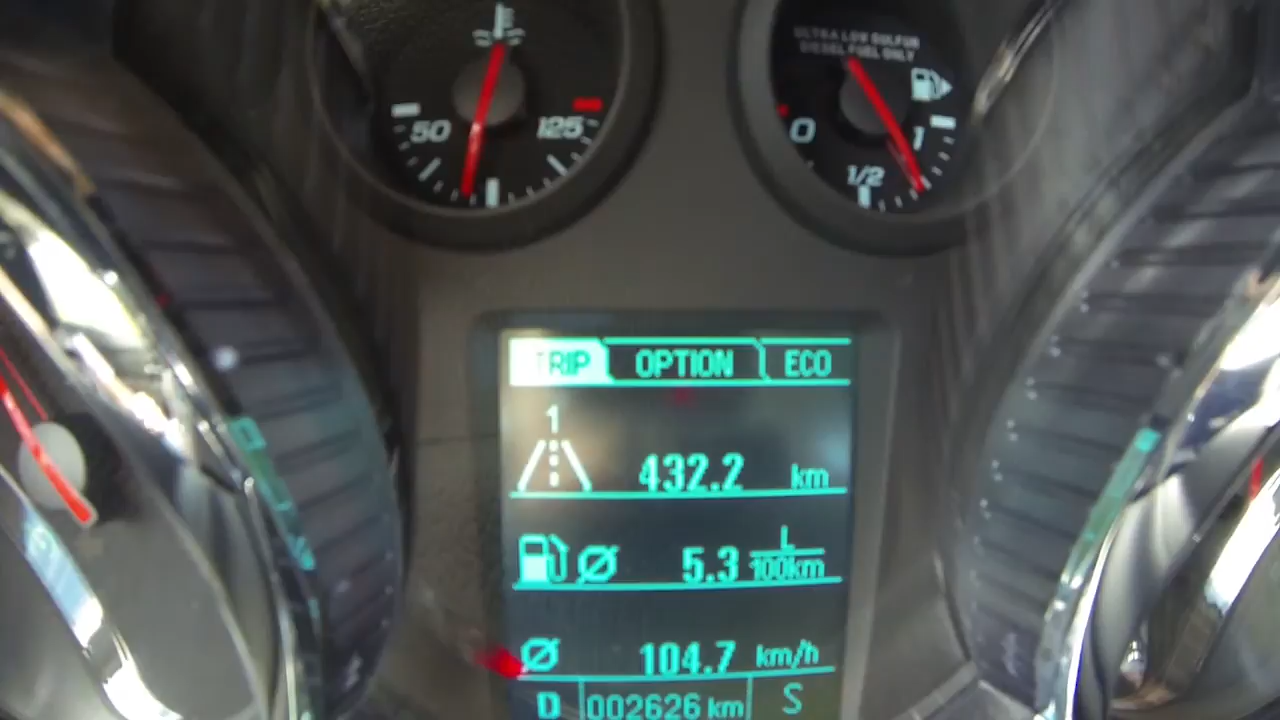 ULTRA LOW SULFUR
DIESEL FUEL ONLY
50 125
0 1/2 1
TRIP OPTION ECO
1
432.2 km
5.3 L/100km
Ø 104.7 km/h
D 002626 km S